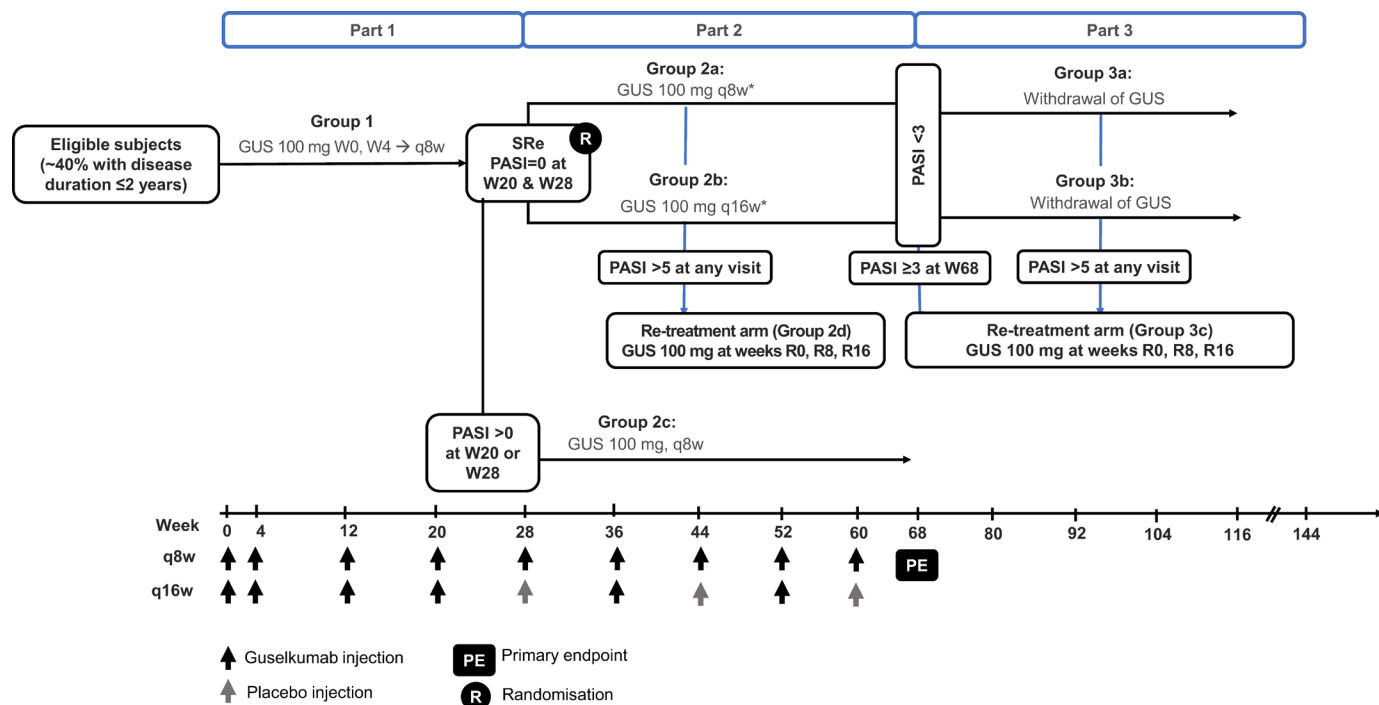 Part 1
Part 2
Part 3
Eligible subjects
(~40% with disease
duration ≤2 years)
Group 1
GUS 100 mg W0, W4 → q8w
SRe
PASI=0 at
W20 & W28
R
Group 2a:
GUS 100 mg q8w*
Group 2b:
GUS 100 mg q16w*
PASI <3
Group 3a:
Withdrawal of GUS
Group 3b:
Withdrawal of GUS
PASI >5 at any visit
PASI ≥3 at W68
PASI >5 at any visit
Re-treatment arm (Group 2d)
GUS 100 mg at weeks R0, R8, R16
Re-treatment arm (Group 3c)
GUS 100 mg at weeks R0, R8, R16
PASI >0
at W20 or
W28
Group 2c:
GUS 100 mg, q8w
Week 0 4 12 20 28 36 44 52 60 68 80 92 104 116 144
q8w
PE
q16w
Guselkumab injection
PE Primary endpoint
Placebo injection
R Randomisation